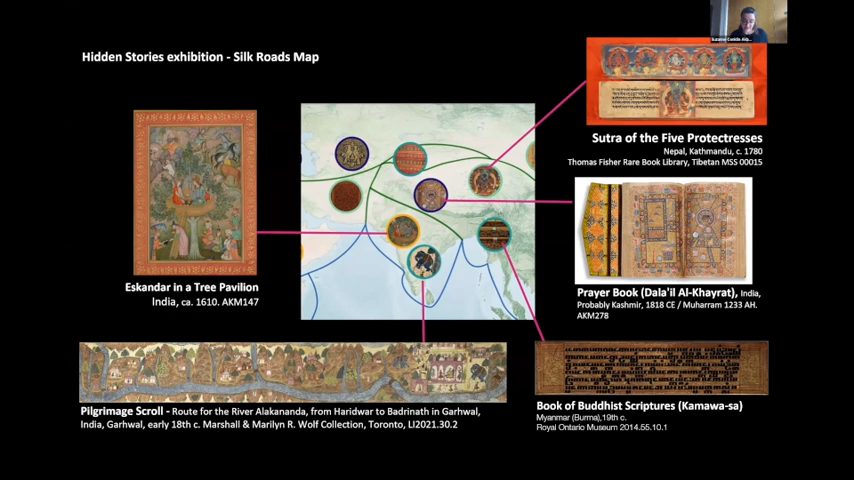 Hidden Stories exhibition - Silk Roads Map
Sutra of the Five Protectresses
Nepal, Kathmandu, c. 1780
Thomas Fisher Rare Book Library, Tibetan MSS 00015
Eskandar in a Tree Pavilion
India, ca. 1610. AKM147
Prayer Book (Dala'il Al-Khayrat), India,
Probably Kashmir, 1818 CE / Muharram 1233 AH.
AKM278
Pilgrimage Scroll - Route for the River Alakananda, from Haridwar to Badrinath in Garhwal,
India, Garhwal, early 18th c. Marshall & Marilyn R. Wolf Collection, Toronto, LI2021.30.2
Book of Buddhist Scriptures (Kamawa-sa)
Myanmar (Burma),19th c.
Royal Ontario Museum 2014.55.10.1